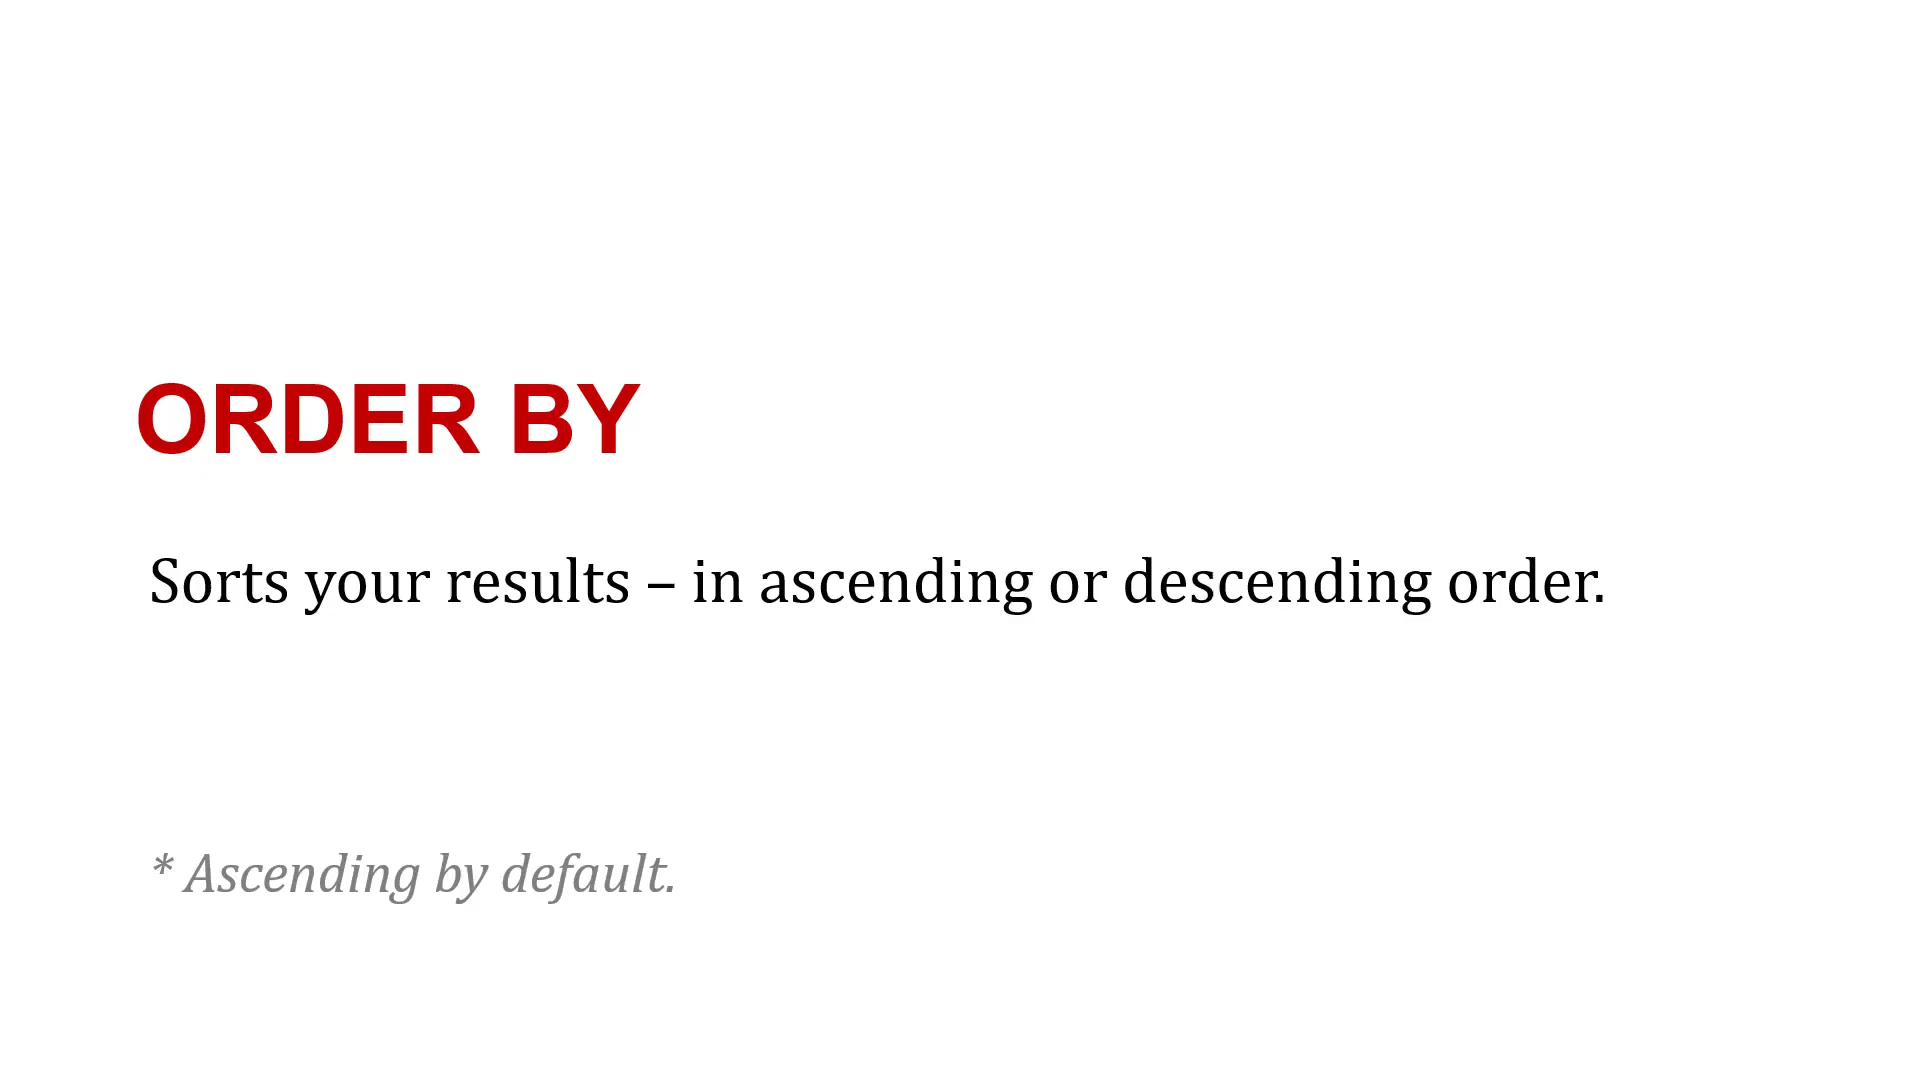 ORDER BY
Sorts your results – in ascending or descending order.
* Ascending by default.